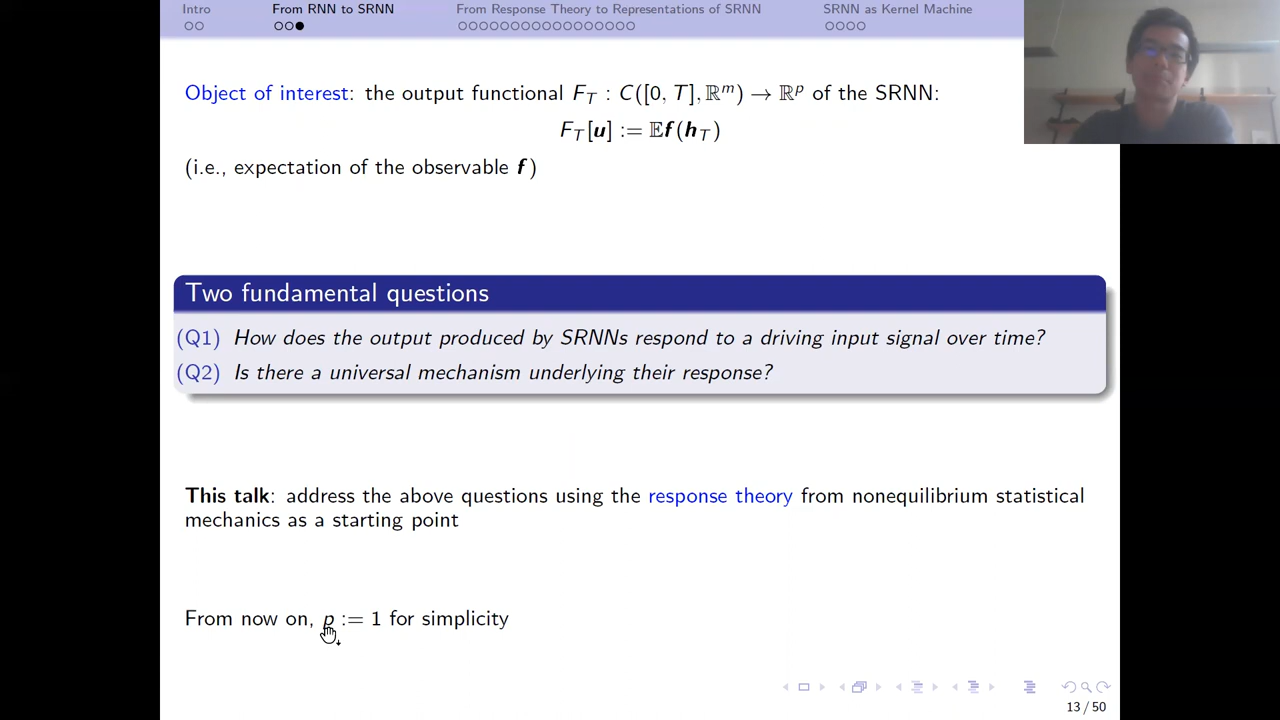 Intro From RNN to SRNN From Response Theory to Representations of SRNN SRNN as Kernel Machine
Object of interest: the output functional F_T : C([0, T], ℝ^m) → ℝ^p of the SRNN:
F_T[u] := 𝔼f(h_T)
(i.e., expectation of the observable f)
Two fundamental questions
(Q1) How does the output produced by SRNNs respond to a driving input signal over time?
(Q2) Is there a universal mechanism underlying their response?
This talk: address the above questions using the response theory from nonequilibrium statistical
mechanics as a starting point
From now on, p := 1 for simplicity
13 / 50